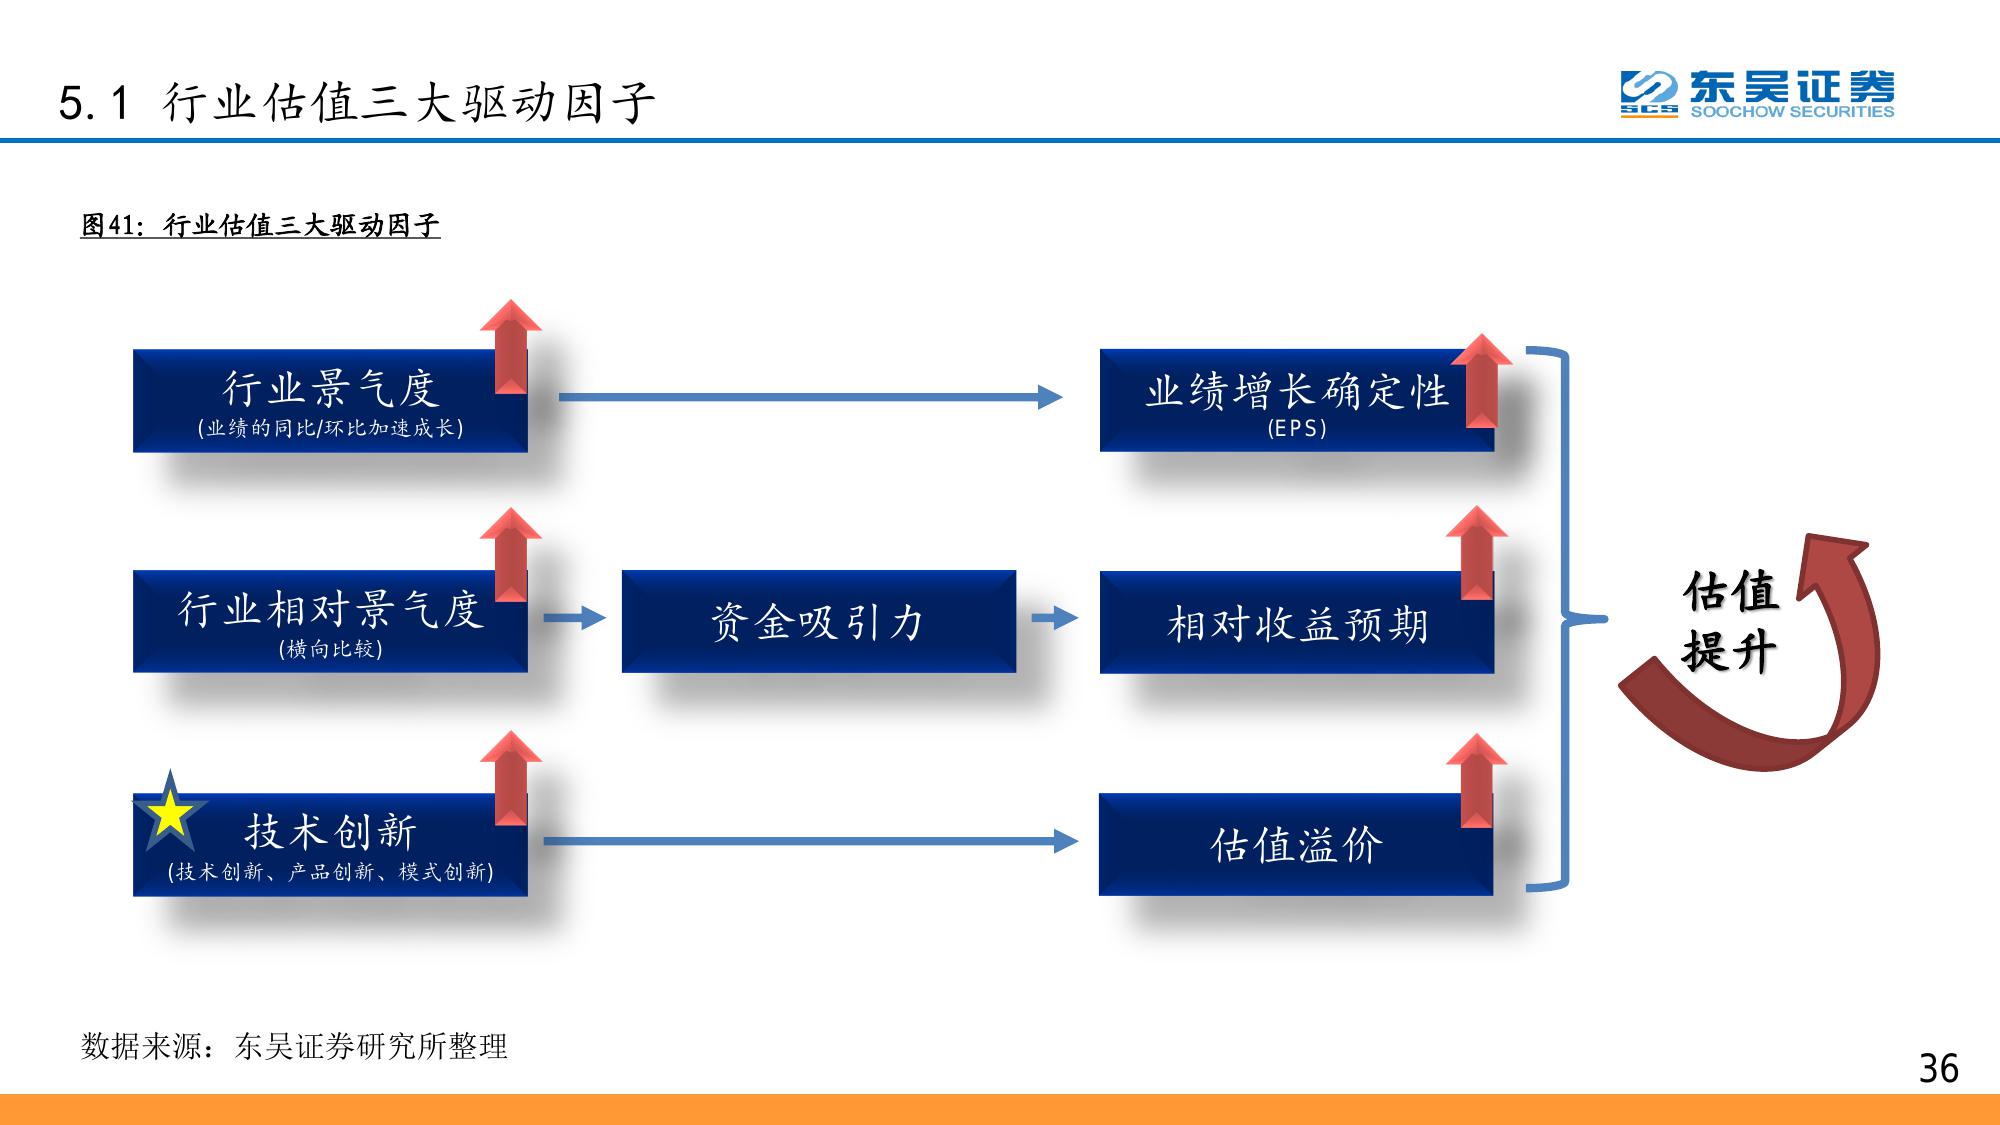 5.1 行业估值三大驱动因子
东吴证券
SCS
SOOCHOW SECURITIES
图41：行业估值三大驱动因子
行业景气度
(业绩的同比/环比加速成长)
业绩增长确定性
(EPS)
行业相对景气度
(横向比较)
资金吸引力
相对收益预期
估值
提升
技术创新
(技术创新、产品创新、模式创新)
估值溢价
数据来源：东吴证券研究所整理
36